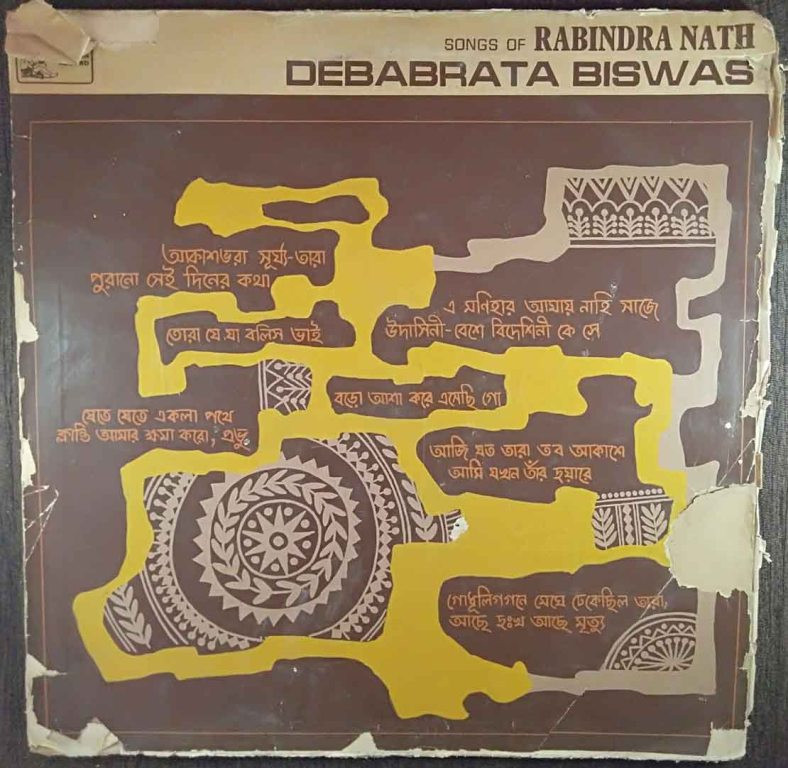 SONGS OF RABINDRA NATH
DEBABRATA BISWAS
আকাশভরা সূর্য্য-তারা
পুরানো সেই দিনের কথা
এ মণিহার আমায় নাহি সাজে
উদাসিনী-বেশে বিদেশিনী কে সে
তোরা যে যা বলিস ভাই
বড়ো আশা করে এসেছি গো
যেতে যেতে একলা পথে
ক্লান্তি আমার ক্ষমা করো, প্রভু
আজি যত তারা তব আকাশে
আমি যখন তাঁর দুয়ারে
গোধূলিগগনে মেঘে ঢেকেছিল তারা,
আছে দুঃখ আছে মৃত্যু